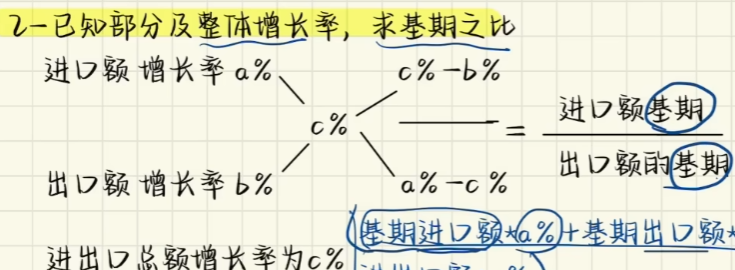 2-已知部分及整体增长率,求基期之比
进口额增长率a% c%-b%
c% = 进口额基期
出口额的基期
出口额增长率b% a%-c%
基期进口额*a%+基期出口额*
进出口总额增长率为c%